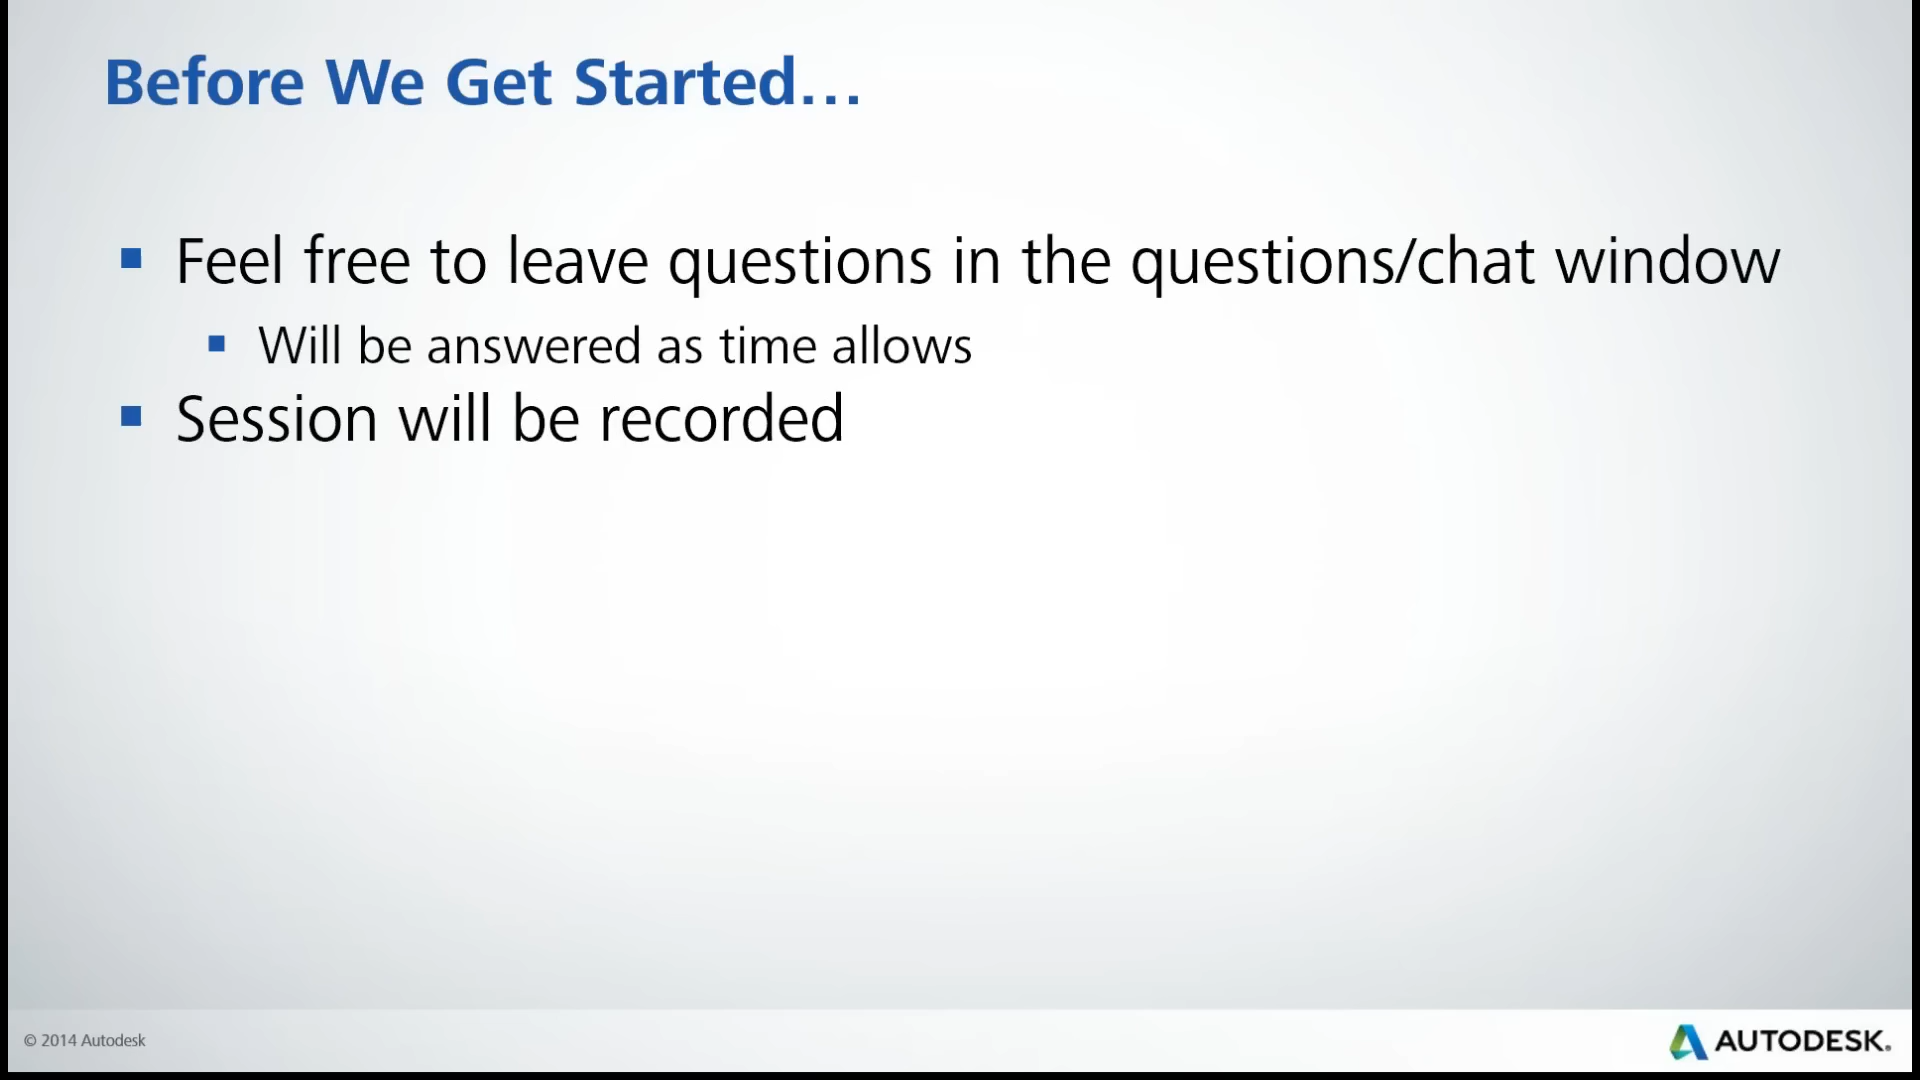 Before We Get Started…
Feel free to leave questions in the questions/chat window
Will be answered as time allows
Session will be recorded
© 2014 Autodesk
AUTODESK.